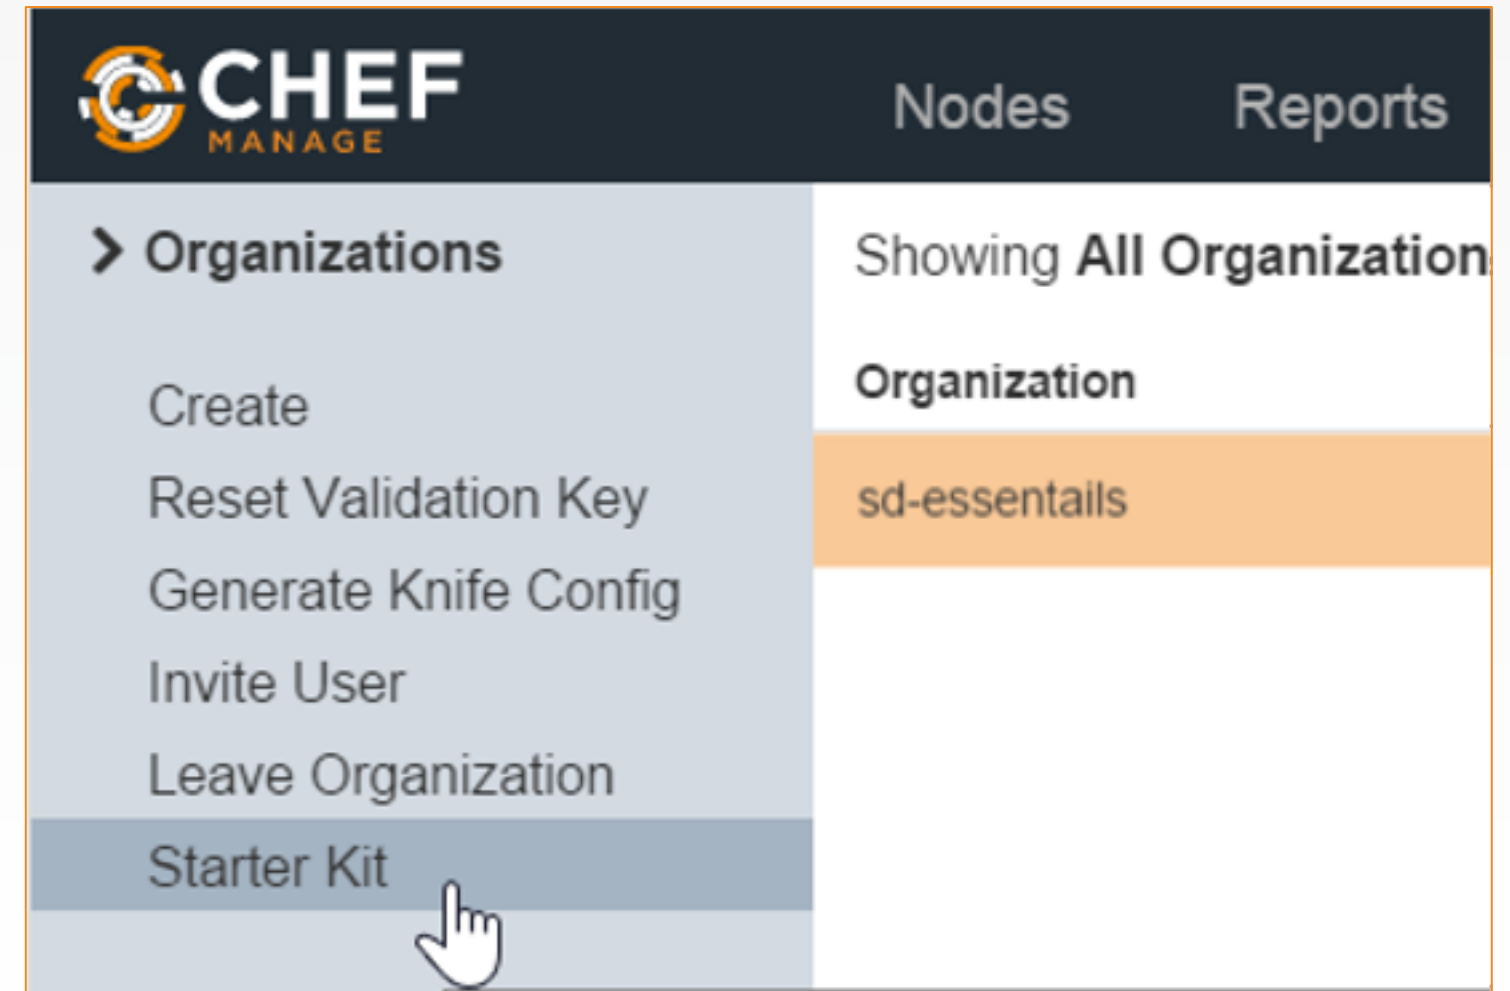 CHEF
MANAGE
Nodes
Reports
Organizations
Create
Reset Validation Key
Generate Knife Config
Invite User
Leave Organization
Starter Kit
Showing All Organization
Organization
sd-essentails